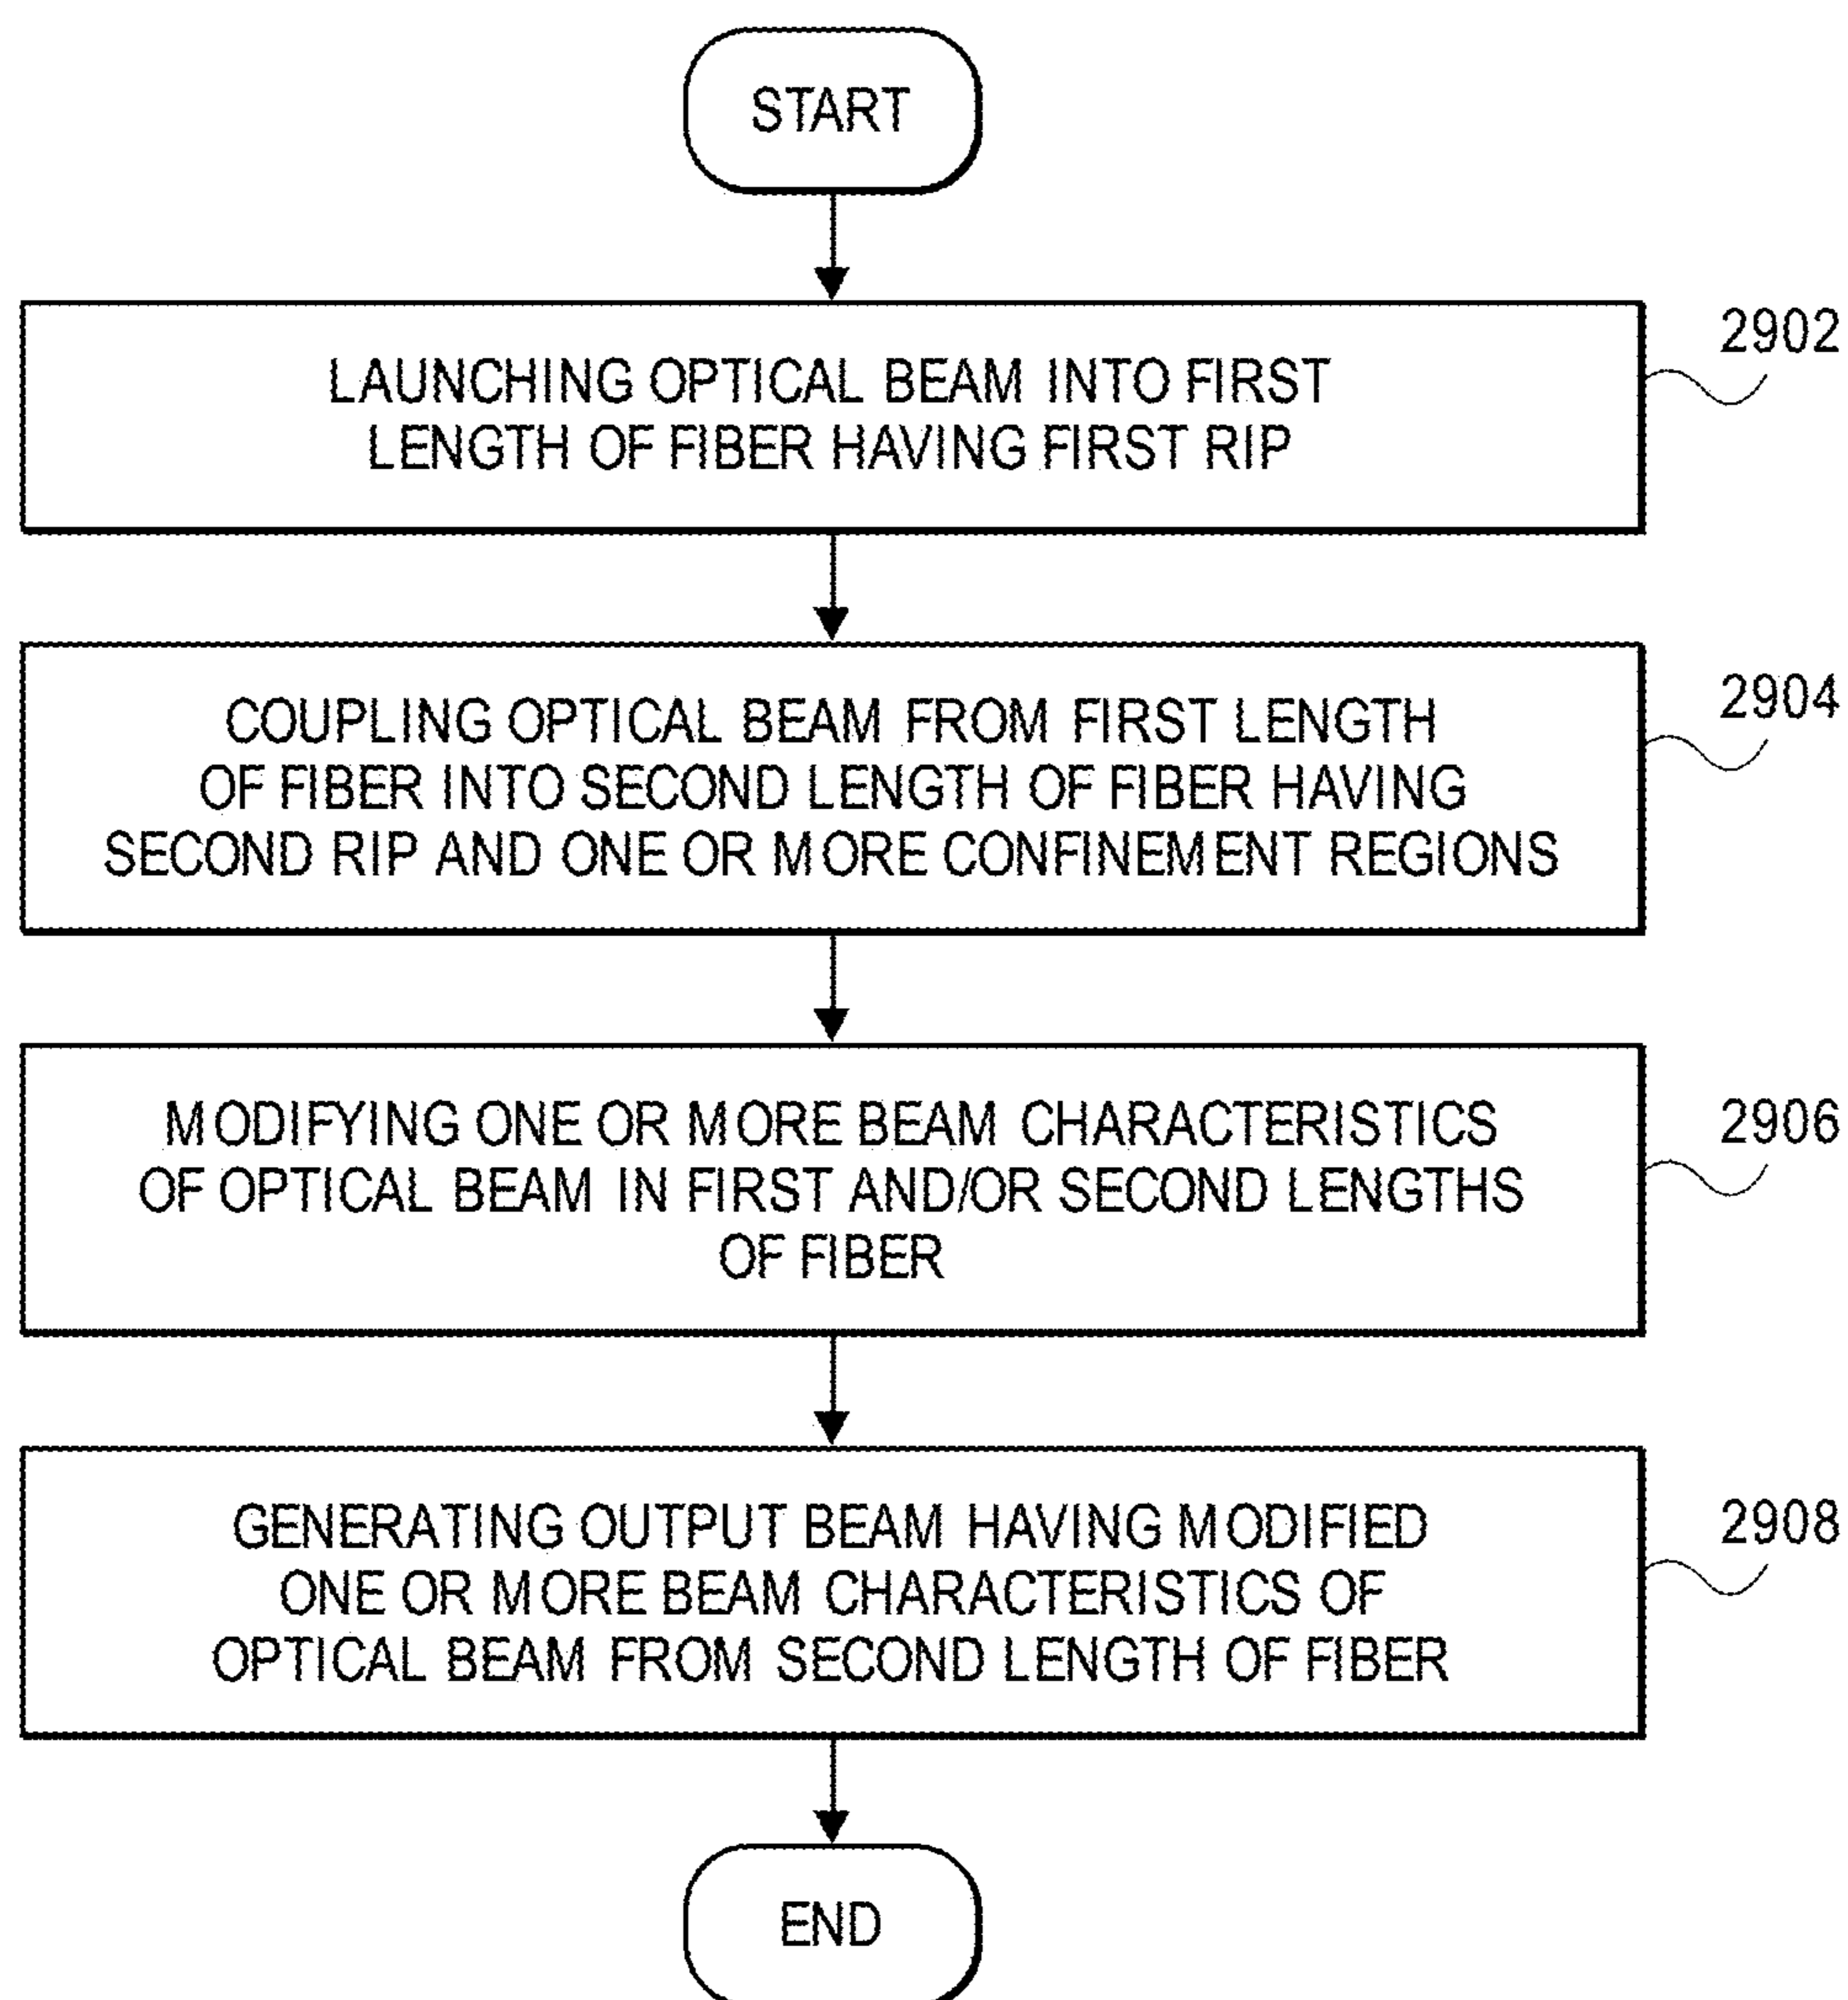 START
2902
LAUNCHING OPTICAL BEAM INTO FIRST
LENGTH OF FIBER HAVING FIRST RIP
2904
COUPLING OPTICAL BEAM FROM FIRST LENGTH
OF FIBER INTO SECOND LENGTH OF FIBER HAVING
SECOND RIP AND ONE OR MORE CONFINEMENT REGIONS
2906
MODIFYING ONE OR MORE BEAM CHARACTERISTICS
OF OPTICAL BEAM IN FIRST AND/OR SECOND LENGTHS
OF FIBER
2908
GENERATING OUTPUT BEAM HAVING MODIFIED
ONE OR MORE BEAM CHARACTERISTICS OF
OPTICAL BEAM FROM SECOND LENGTH OF FIBER
END